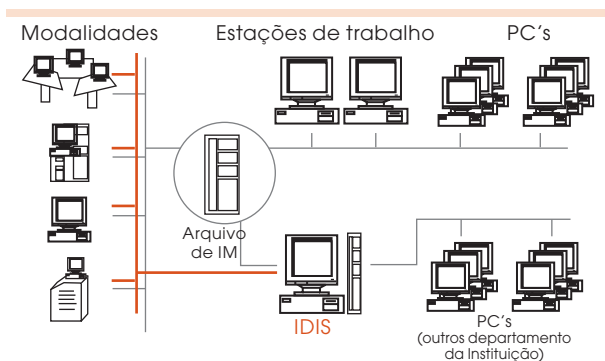 Modalidades
Estações de trabalho
PC's
Arquivo
de IM
IDIS
PC's
(outros departamento
da Instituição)